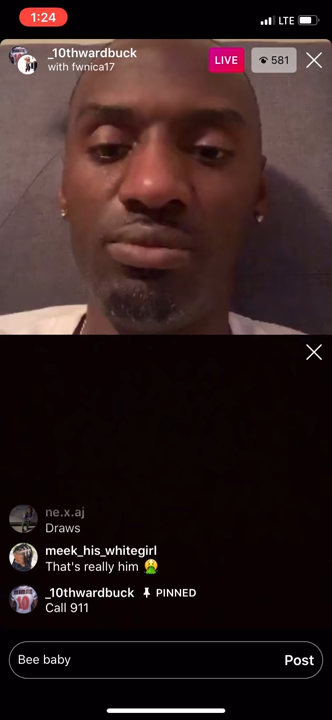 1:24
LTE
_10thwardbuck
with fwnica17
LIVE
581
ne.x.aj
Draws
meek_his_whitegirl
That's really him 🤮
_10thwardbuck PINNED
Call 911
Bee baby
Post